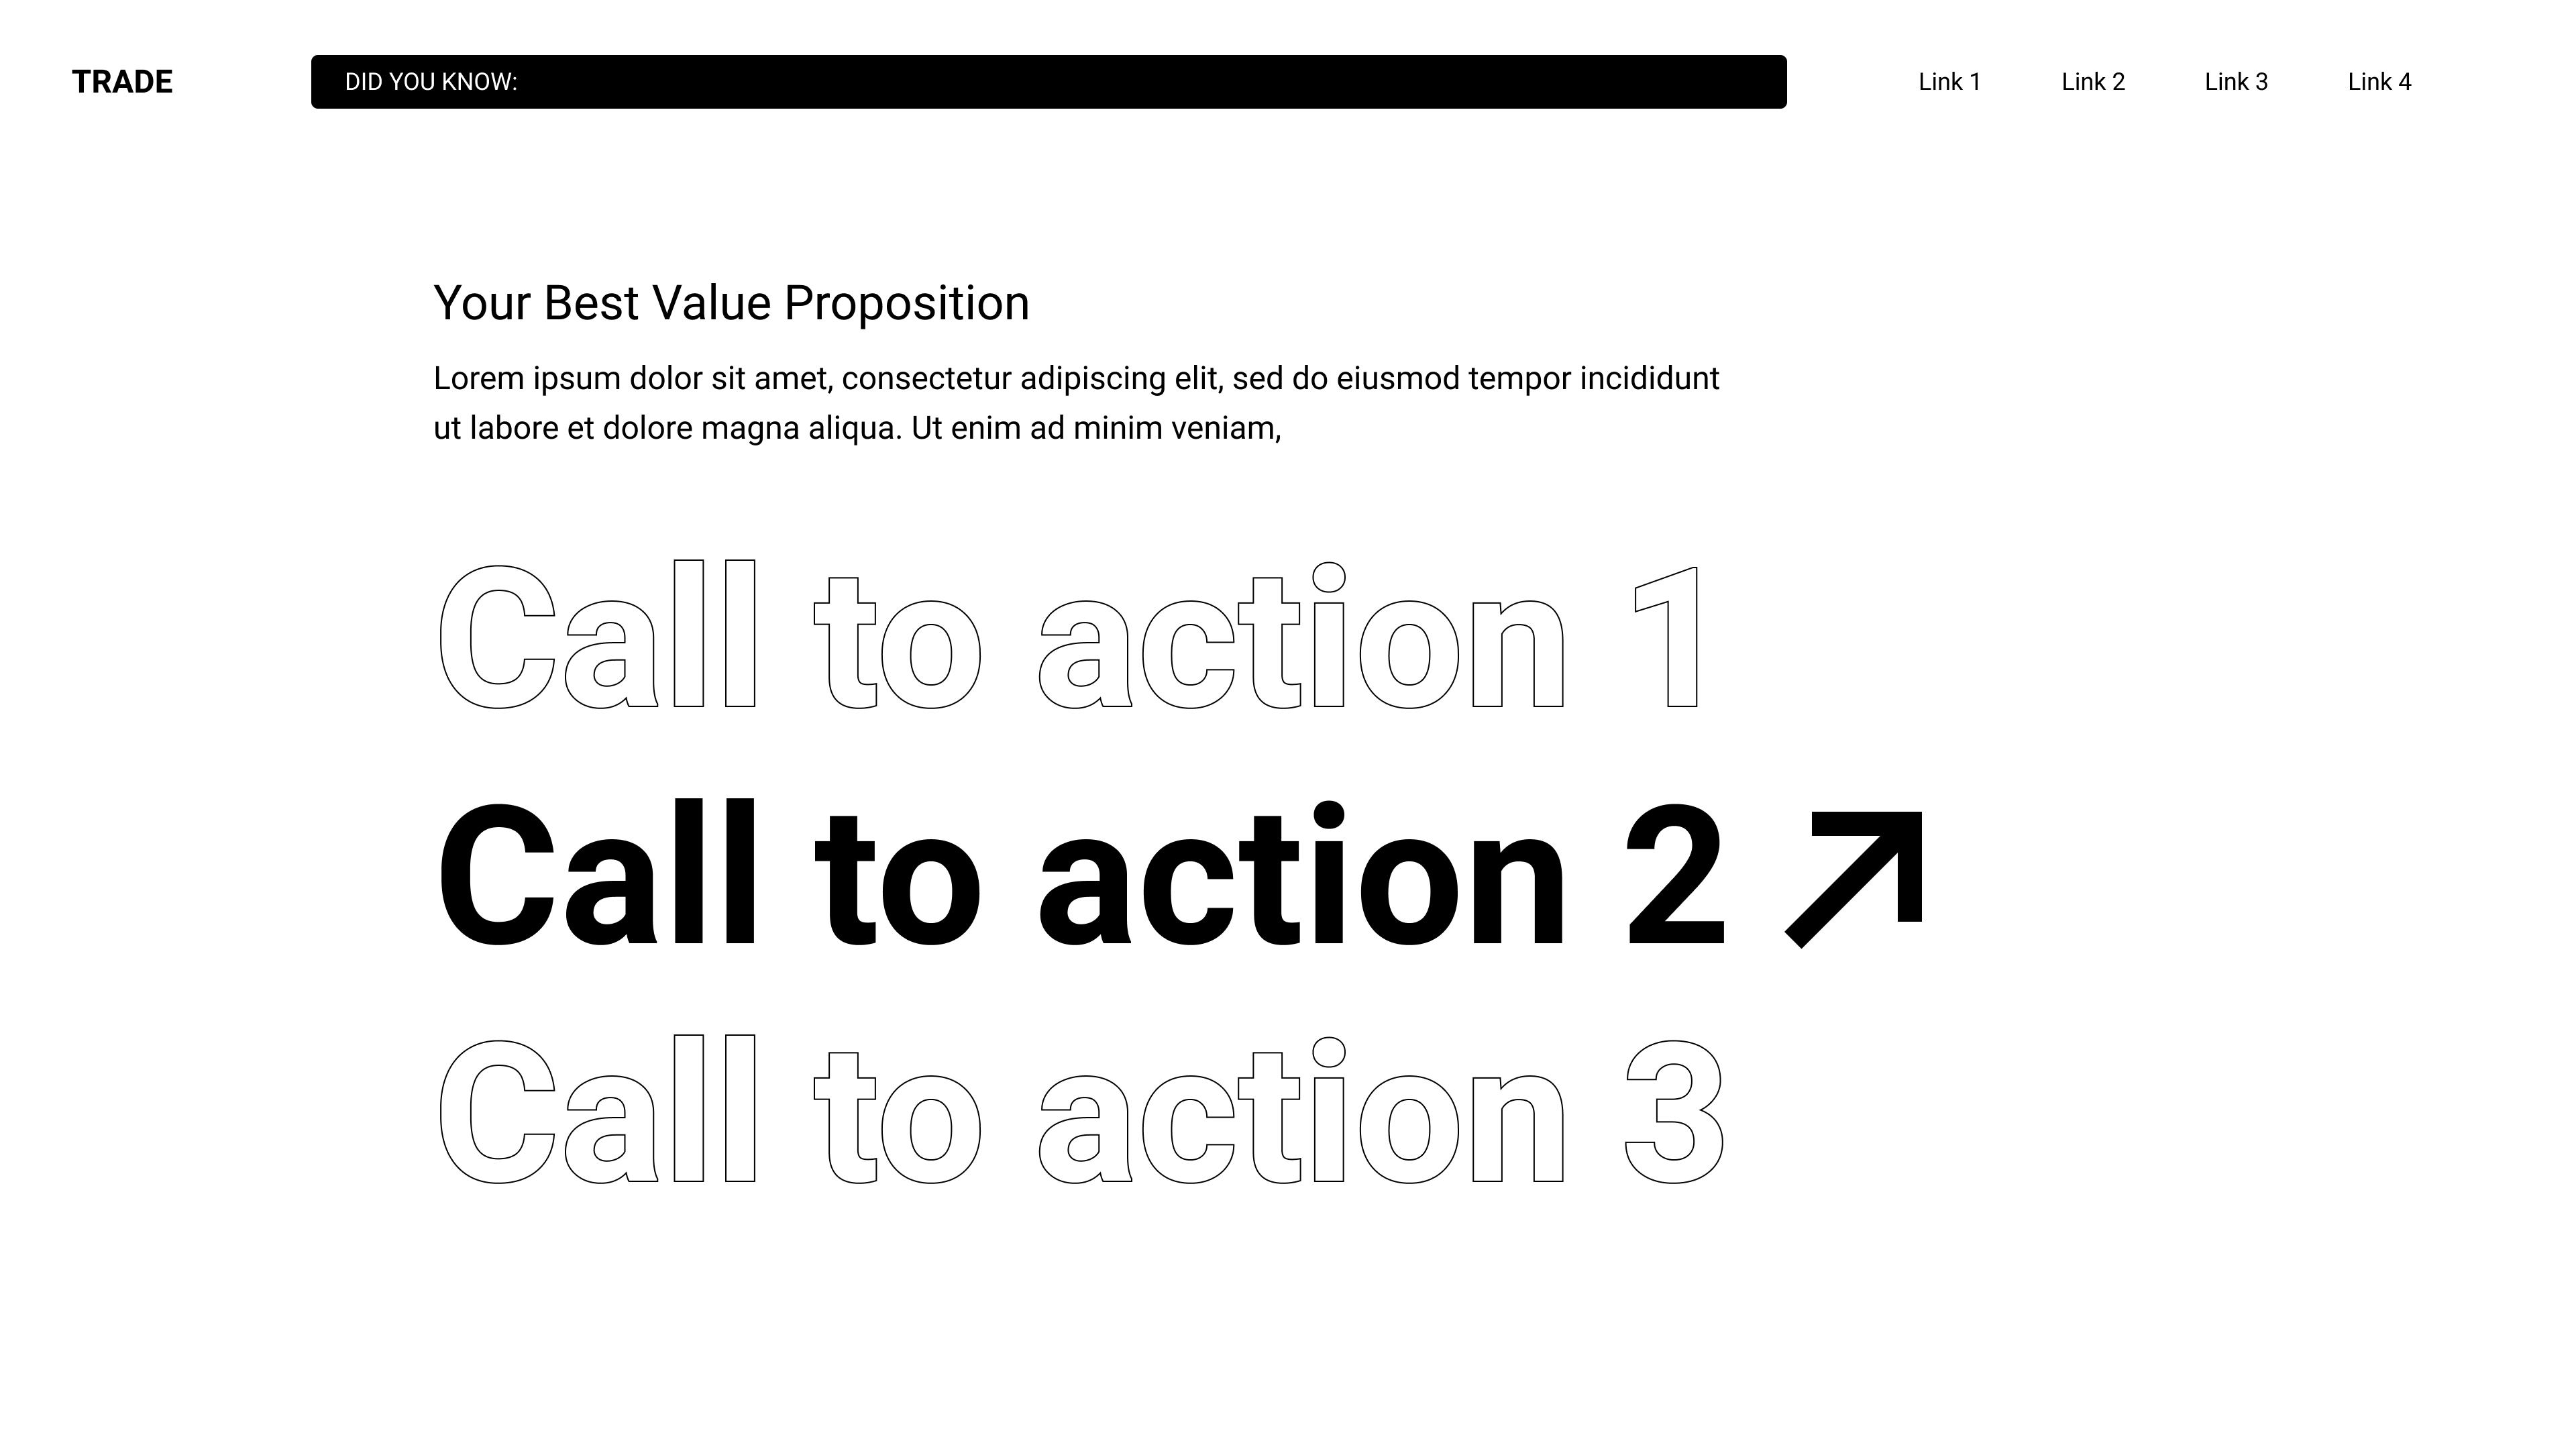 TRADE
DID YOU KNOW:
Link 1
Link 2
Link 3
Link 4
Your Best Value Proposition
Lorem ipsum dolor sit amet, consectetur adipiscing elit, sed do eiusmod tempor incididunt
ut labore et dolore magna aliqua. Ut enim ad minim veniam,
Call to action 1
Call to action 2
Call to action 3